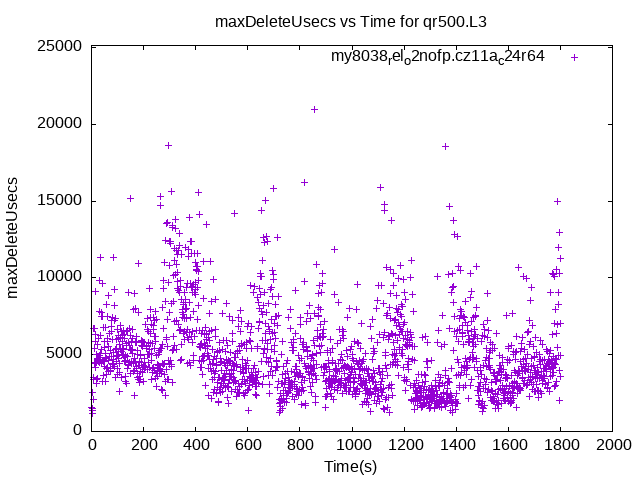 maxDeleteUsecs vs Time for qr500.L3
my8038relo2nofp.cz11ac24r64
25000
20000
15000
10000
5000
0
maxDeleteUsecs
0 200 400 600 800 1000 1200 1400 1600 1800 2000
Time(s)